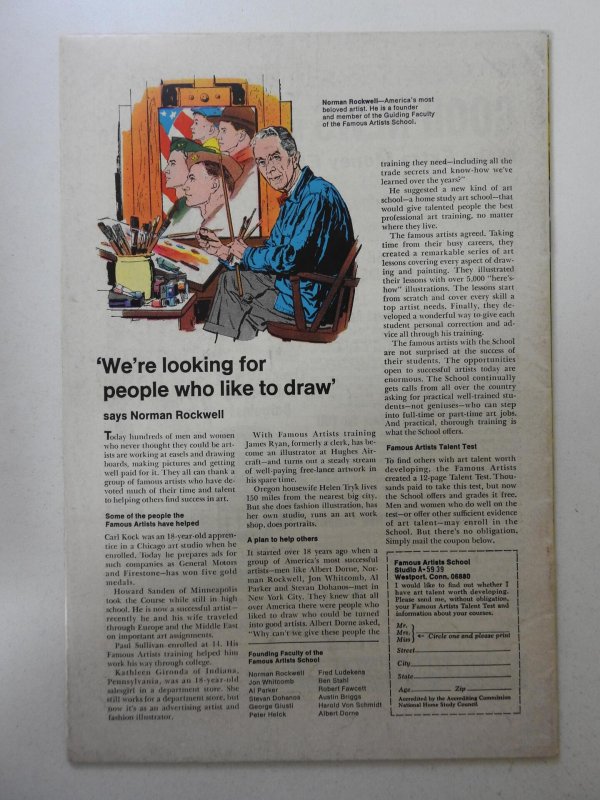 Norman Rockwell—America's most
beloved artist. He is a founder
and member of the Guiding Faculty
of the Famous Artists School.
'We're looking for
people who like to draw'
says Norman Rockwell
Today hundreds of men and women
who never thought they could be art-
ists are working at easels and drawing
boards, making pictures and getting
well paid for it. They all can thank a
group of famous artists who have de-
voted much of their time and talent
to helping others find success in art.
Some of the people the
Famous Artists have helped
Carl Kock was an 18-year-old appren-
tice in a Chicago art studio when he
enrolled. Today he prepares ads for
such companies as General Motors
and Firestone—has won five gold
medals.
Howard Sanden of Minneapolis
took the Course while still in high
school. He is now a successful artist—
recently he and his wife traveled
through Europe and the Middle East
on important art assignments.
Paul Sullivan enrolled at 14. His
Famous Artists training helped him
work his way through college.
Kathleen Gironda of Indiana,
Pennsylvania, was an 18-year-old
salesgirl in a department store. She
still works for a department store, but
now it's as an advertising artist and
fashion illustrator.
With Famous Artists training
James Ryan, formerly a clerk, has be-
come an illustrator at Hughes Air-
craft—and turns out a steady stream
of well-paying free-lance artwork in
his spare time.
Oregon housewife Helen Tryk lives
150 miles from the nearest big city.
But she does fashion illustration, has
her own studio, runs an art work
shop, does portraits.
A plan to help others
It started over 18 years ago when a
group of America's most successful
artists—men like Albert Dorne, Nor-
man Rockwell, Jon Whitcomb, Al
Parker and Stevan Dohanos—met in
New York City. They knew that all
over America there were people who
liked to draw who could be turned
into good artists. Albert Dorne asked,
"Why can't we give these people the
Founding Faculty of the
Famous Artists School
Norman Rockwell
Jon Whitcomb
Al Parker
Stevan Dohanos
George Giusti
Peter Helck
Fred Ludekens
Ben Stahl
Robert Fawcett
Austin Briggs
Harold Von Schmidt
Albert Dorne
training they need—including all the
trade secrets and know-how we've
learned over the years?"
He suggested a new kind of art
school—a home study art school—that
would give talented people the best
professional art training, no matter
where they live.
The famous artists agreed. Taking
time from their busy careers, they
created a remarkable series of art
lessons covering every aspect of draw-
ing and painting. They illustrated
their lessons with over 5,000 "here's-
how" illustrations. The lessons start
from scratch and cover every skill a
top artist needs. Finally, they de-
veloped a wonderful way to give each
student personal correction and ad-
vice all through his training.
The famous artists with the School
are not surprised at the success of
their students. The opportunities
open to successful artists today are
enormous. The School continually
gets calls from all over the country
asking for practical well-trained stu-
dents—not geniuses—who can step
into full-time or part-time art jobs.
And practical, thorough training is
what the School offers.
Famous Artists Talent Test
To find others with art talent worth
developing, the Famous Artists
created a 12-page Talent Test. Thou-
sands paid to take this test, but now
the School offers and grades it free.
Men and women who do well on the
test—or offer other sufficient evidence
of art talent—may enroll in the
School. But there's no obligation.
Simply mail the coupon below.
Famous Artists School
Studio A-5939
Westport, Conn. 06880
I would like to find out whether I
have art talent worth developing.
Please send me, without obligation,
your Famous Artists Talent Test and
information about your courses.
Mr.
Mrs. Circle one and please print
Miss
Street
City
State
Age Zip
Accredited by the Accrediting Commission
National Home Study Council